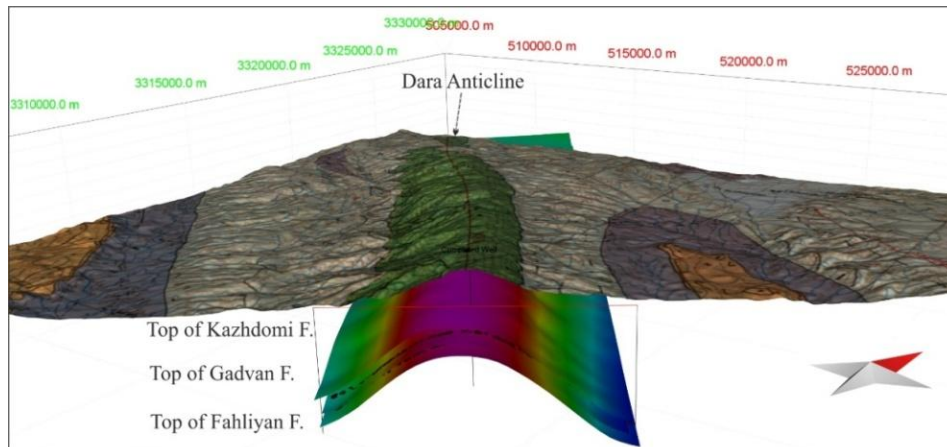 3330000.0 m
505000.0 m
3325000.0 m
510000.0 m
3320000.0 m
515000.0 m
3315000.0 m
520000.0 m
3310000.0 m
525000.0 m
Dara Anticline
Top of Kazhdomi F.
Top of Gadvan F.
Top of Fahliyan F.